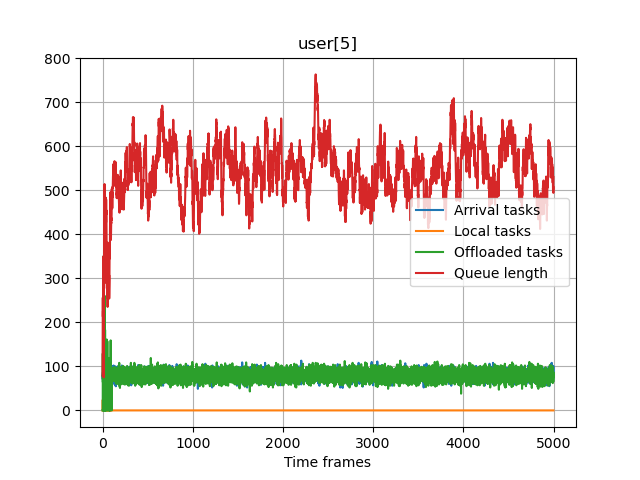 user[5]
800
700
600
500
400
300
200
100
0
Arrival tasks
Local tasks
Offloaded tasks
Queue length
0 1000 2000 3000 4000 5000
Time frames